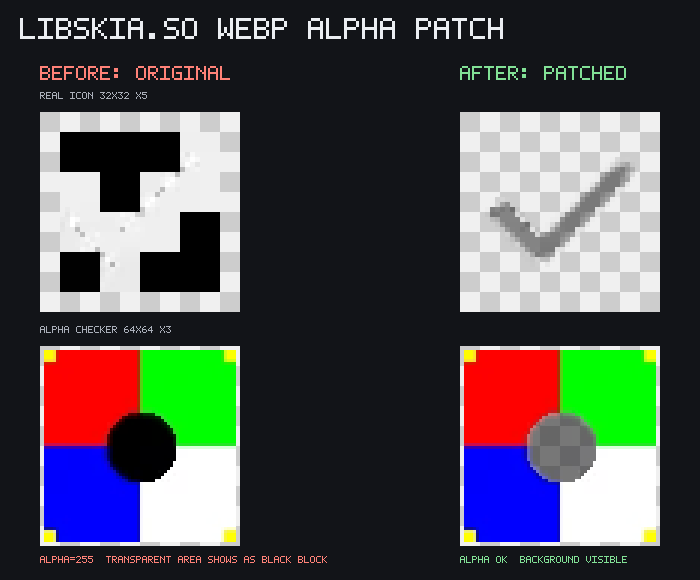 LIBSKIA.SO WEBP ALPHA PATCH
BEFORE: ORIGINAL
AFTER: PATCHED
REAL ICON 32X32 X5
ALPHA CHECKER 64X64 X3
ALPHA=255 TRANSPARENT AREA SHOWS AS BLACK BLOCK
ALPHA OK BACKGROUND VISIBLE